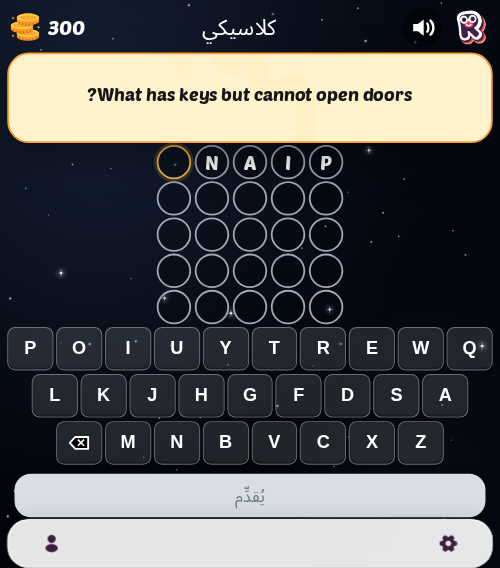 300
كلاسيكي
What has keys but cannot open doors?
P I A N
Q W E R T Y U I O P
A S D F G H J K L
Z X C V B N M
يُقدِّم